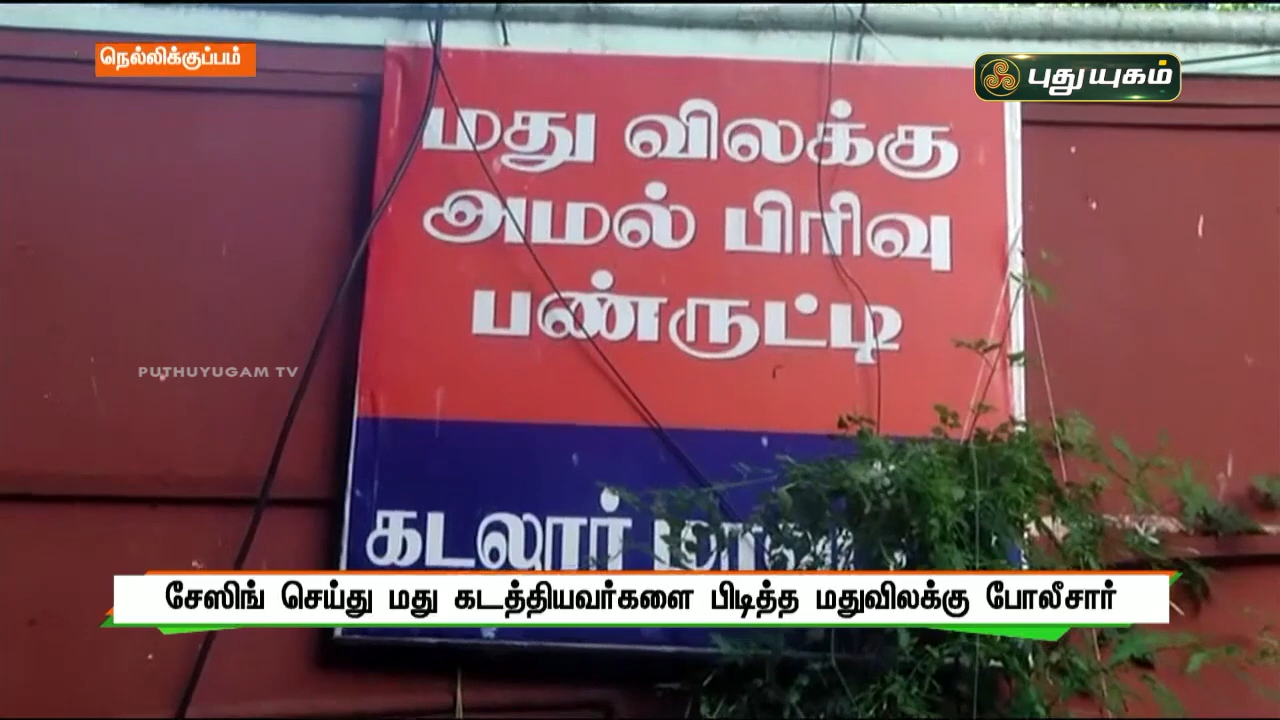 நெல்லிக்குப்பம்
புதுயுகம்
மது விலக்கு
அமல் பிரிவு
பண்ருட்டி
PUTHUYUGAM TV
கடலூர்
சேஸிங் செய்து மது கடத்தியவர்களை பிடித்த மதுவிலக்கு போலீசார்